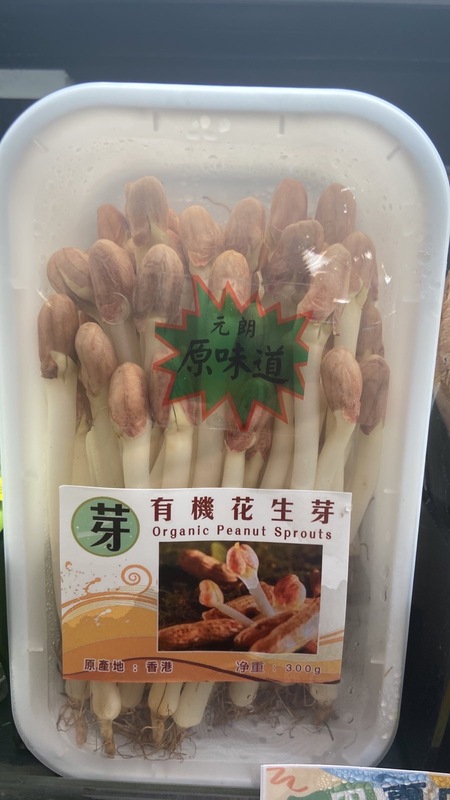 元朗
原味道
芽
有機花生芽
Organic Peanut Sprouts
原產地：香港
净重：300g